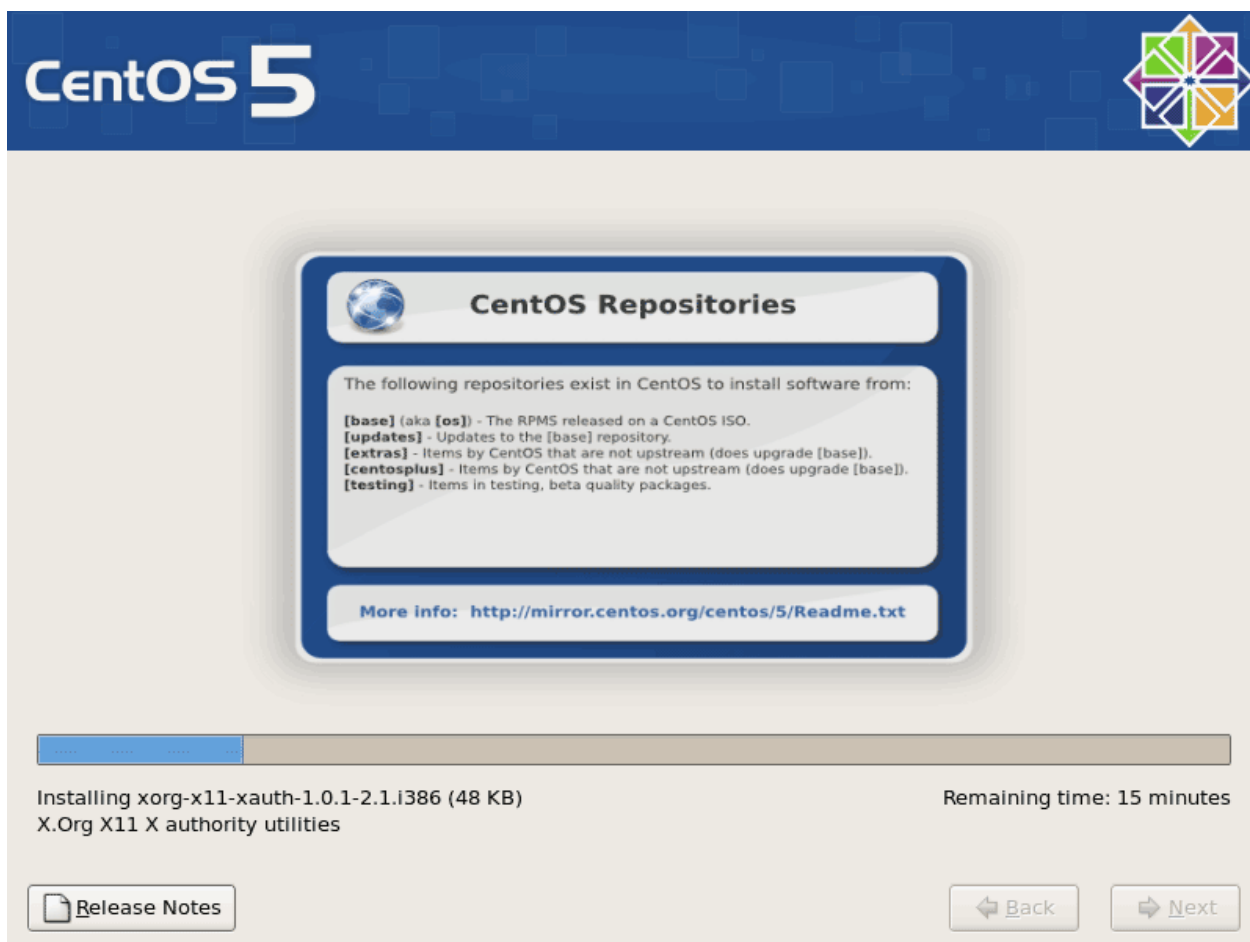 CentOS 5
CentOS Repositories
The following repositories exist in CentOS to install software from:
[base] (aka [os]) - The RPMS released on a CentOS ISO.
[updates] - Updates to the [base] repository.
[extras] - Items by CentOS that are not upstream (does upgrade [base]).
[centosplus] - Items by CentOS that are not upstream (does upgrade [base]).
[testing] - Items in testing, beta quality packages.
More info: http://mirror.centos.org/centos/5/Readme.txt
Installing xorg-x11-xauth-1.0.1-2.1.i386 (48 KB)
Remaining time: 15 minutes
X.Org X11 X authority utilities
Release Notes
Back
Next